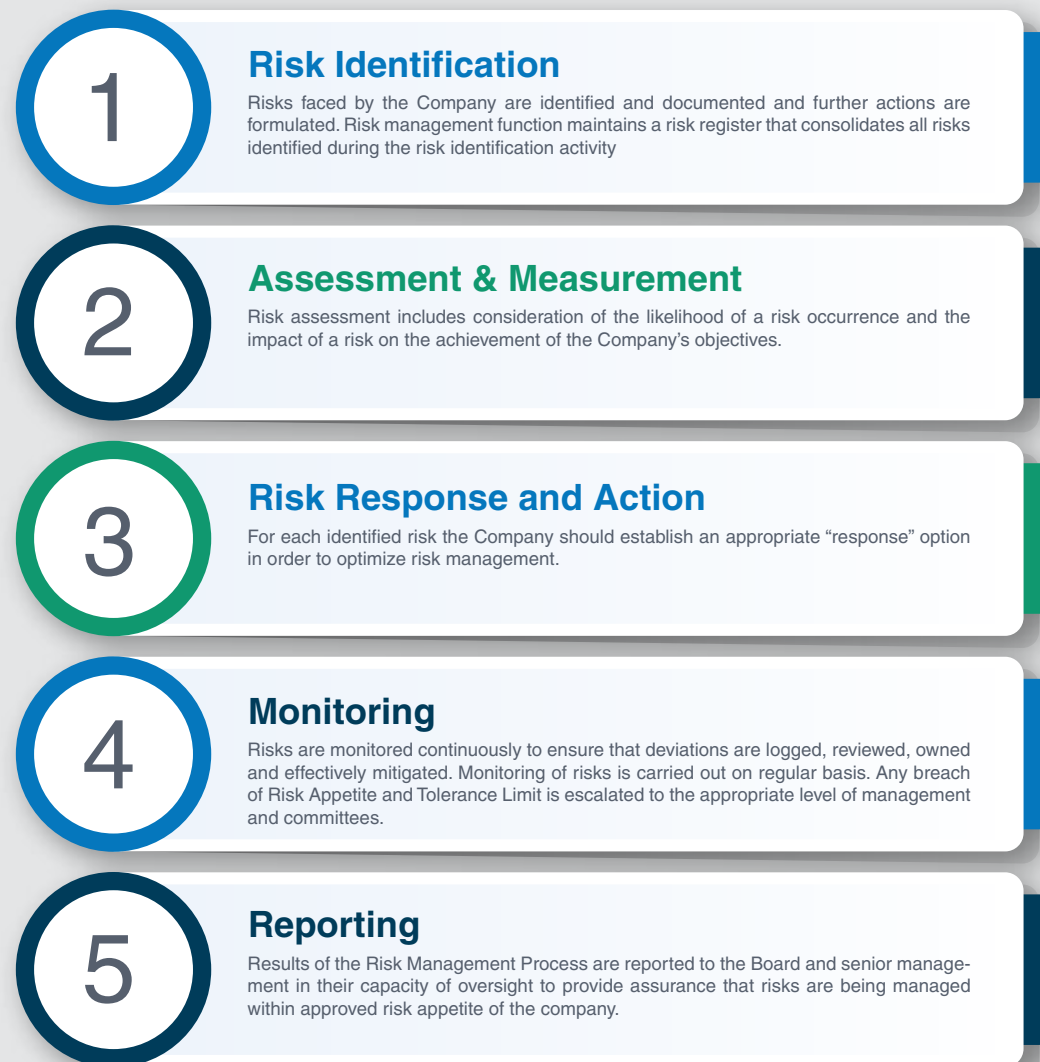 1
Risk Identification
Risks faced by the Company are identified and documented and further actions are
formulated. Risk management function maintains a risk register that consolidates all risks
identified during the risk identification activity
2
Assessment & Measurement
Risk assessment includes consideration of the likelihood of a risk occurrence and the
impact of a risk on the achievement of the Company’s objectives.
3
Risk Response and Action
For each identified risk the Company should establish an appropriate “response” option
in order to optimize risk management.
4
Monitoring
Risks are monitored continuously to ensure that deviations are logged, reviewed, owned
and effectively mitigated. Monitoring of risks is carried out on regular basis. Any breach
of Risk Appetite and Tolerance Limit is escalated to the appropriate level of management
and committees.
5
Reporting
Results of the Risk Management Process are reported to the Board and senior manage-
ment in their capacity of oversight to provide assurance that risks are being managed
within approved risk appetite of the company.